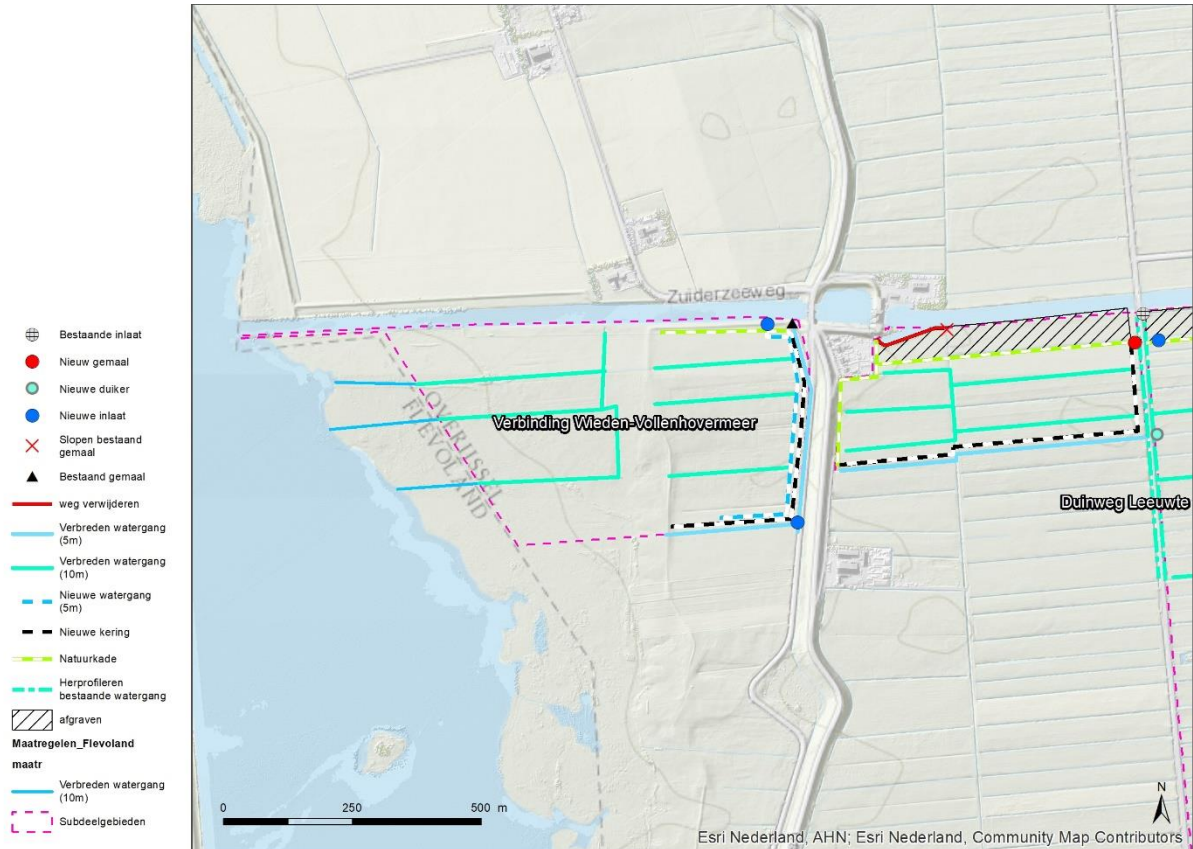 Bestaande inlaat
Nieuw gemaal
Nieuwe duiker
Nieuwe inlaat
Slopen bestaand
gemaal
Bestaand gemaal
weg verwijderen
Verbreden watergang
(5m)
Verbreden watergang
(10m)
Nieuwe watergang
(5m)
Nieuwe kering
Natuurkade
Herprofileren
bestaande watergang
afgraven
Maatregelen_Flevoland
maatr
Verbreden watergang
(10m)
Subdeelgebieden
Zuiderzeeweg
OVERIJSSEL
FLEVOLAND
Verbinding Wieden-Vollenhovermeer
Duinweg Leeuwte
0 250 500 m
N
Esri Nederland, AHN; Esri Nederland, Community Map Contributors